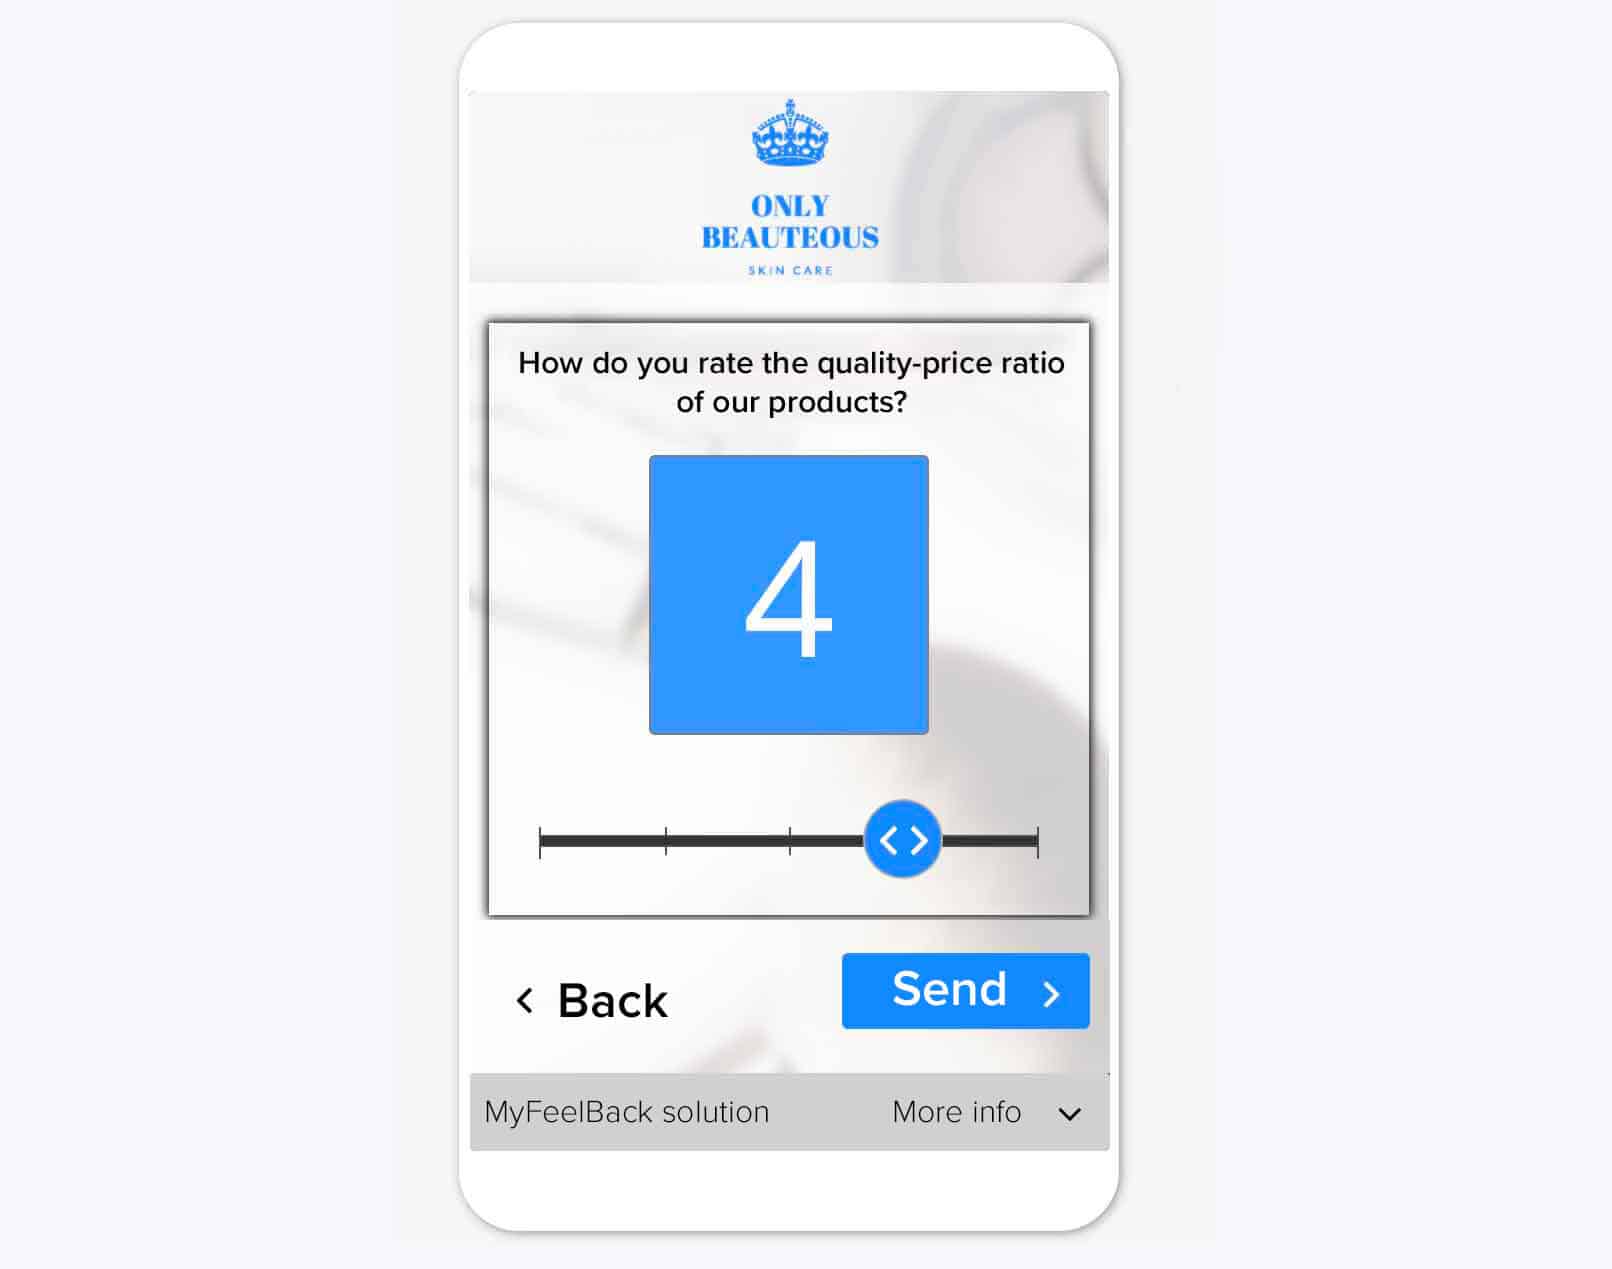 ONLY
BEAUTEOUS
SKIN CARE
How do you rate the quality-price ratio
of our products?
4
Back
Send
MyFeelBack solution
More info